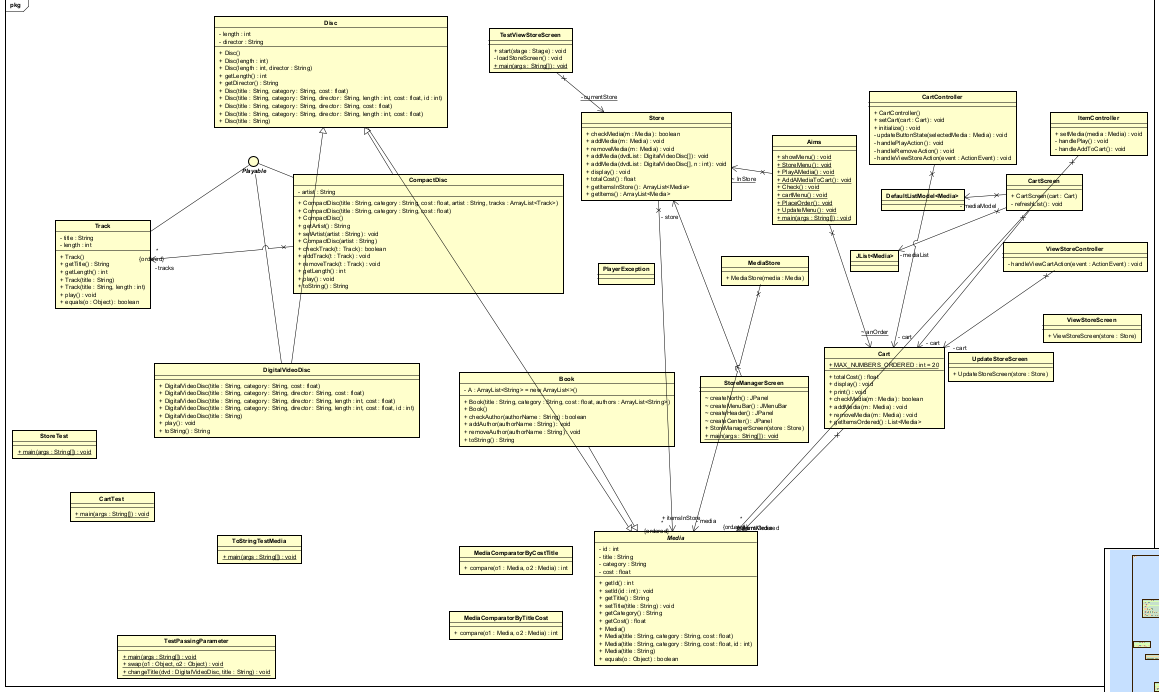 pkg
Disc
- length : int
- director : String
+ Disc()
+ Disc(length : int)
+ Disc(length : int, director : String)
+ getLength() : int
+ getDirector() : String
+ Disc(title : String, category : String, cost : float)
+ Disc(title : String, category : String, director : String, length : int, cost : float, id : int)
+ Disc(title : String, category : String, director : String, cost : float)
+ Disc(title : String, category : String, director : String, length : int, cost : float)
+ Disc(title : String)
TestViewStoreScreen
+ start(stage : Stage) : void
- loadStoreScreen() : void
+ main(args : String[]) : void
- currentStore
Store
+ checkMedia(m : Media) : boolean
+ addMedia(m : Media) : void
+ removeMedia(m : Media) : void
+ addMedia(dvdList : DigitalVideoDisc[]) : void
+ addMedia(dvdList : DigitalVideoDisc[], n : int) : void
+ display() : void
+ totalCost() : float
+ getItemsInStore() : ArrayList<Media>
+ getItems() : ArrayList<Media>
inStore
- store
Aims
+ showMenu() : void
+ StoreMenu() : void
+ PlayAMedia() : void
+ AddAMediaToCart() : void
+ Check() : void
+ cartMenu() : void
+ PlaceOrder() : void
+ UpdateMenu() : void
+ main(args : String[]) : void
CartController
+ CartController()
+ setCart(cart : Cart) : void
+ initialize() : void
- updateButtonState(selectedMedia : Media) : void
- handlePlayAction() : void
- handleRemoveAction() : void
- handleViewStoreAction(event : ActionEvent) : void
ItemController
+ setMedia(media : Media) : void
- handlePlay() : void
- handleAddToCart() : void
DefaultListModel<Media>
- mediaModel
CartScreen
+ CartScreen(cart : Cart)
- refreshList() : void
JList<Media>
- mediaList
ViewStoreController
- handleViewCartAction(event : ActionEvent) : void
ViewStoreScreen
+ ViewStoreScreen(store : Store)
UpdateStoreScreen
+ UpdateStoreScreen(store : Store)
Playable
CompactDisc
- artist : String
+ CompactDisc(title : String, category : String, cost : float, artist : String, tracks : ArrayList<Track>)
+ CompactDisc(title : String, category : String, cost : float)
+ CompactDisc()
+ getArtist() : String
+ setArtist(artist : String) : void
+ CompactDisc(artist : String)
+ checkTrack(t : Track) : boolean
+ addTrack(t : Track) : void
+ removeTrack(t : Track) : void
+ getLength() : int
+ play() : void
+ toString() : String
Track
- title : String
- length : int
+ Track()
+ getTitle() : String
+ getLength() : int
+ Track(title : String)
+ Track(title : String, length : int)
+ play() : void
+ equals(o : Object) : boolean
*
(ordered)
- tracks
PlayerException
MediaStore
+ MediaStore(media : Media)
~ anOrder
- cart
- cart
- cart
Cart
+ MAX_NUMBERS_ORDERED : int = 20
+ totalCost() : float
+ display() : void
+ print() : void
+ checkMedia(m : Media) : boolean
+ addMedia(m : Media) : void
+ removeMedia(m : Media) : void
+ getItemsOrdered() : List<Media>
DigitalVideoDisc
+ DigitalVideoDisc(title : String, category : String, cost : float)
+ DigitalVideoDisc(title : String, category : String, director : String, cost : float)
+ DigitalVideoDisc(title : String, category : String, director : String, length : int, cost : float)
+ DigitalVideoDisc(title : String, category : String, director : String, length : int, cost : float, id : int)
+ DigitalVideoDisc(title : String)
+ play() : void
+ toString() : String
Book
- A : ArrayList<String> = new ArrayList<>()
+ Book(title : String, category : String, cost : float, authors : ArrayList<String>)
+ Book()
+ checkAuthor(authorName : String) : boolean
+ addAuthor(authorName : String) : void
+ removeAuthor(authorName : String) : void
+ toString() : String
StoreManagerScreen
~ createNorth() : JPanel
~ createMenuBar() : JMenuBar
~ createHeader() : JPanel
~ createCenter() : JPanel
+ StoreManagerScreen(store : Store)
+ main(args : String[]) : void
StoreTest
+ main(args : String[]) : void
CartTest
+ main(args : String[]) : void
ToStringTestMedia
+ main(args : String[]) : void
+ itemsInStore
- media
(ordered)
Media
- id : int
- title : String
- category : String
- cost : float
+ getId() : int
+ setId(id : int) : void
+ getTitle() : String
+ setTitle(title : String) : void
+ getCategory() : String
+ getCost() : float
+ Media()
+ Media(title : String, category : String, cost : float)
+ Media(title : String, category : String, cost : float, id : int)
+ Media(title : String)
+ equals(o : Object) : boolean
MediaComparatorByCostTitle
+ compare(o1 : Media, o2 : Media) : int
MediaComparatorByTitleCost
+ compare(o1 : Media, o2 : Media) : int
TestPassingParameter
+ main(args : String[]) : void
+ swap(o1 : Object, o2 : Object) : void
+ changeTitle(dvd : DigitalVideoDisc, title : String) : void